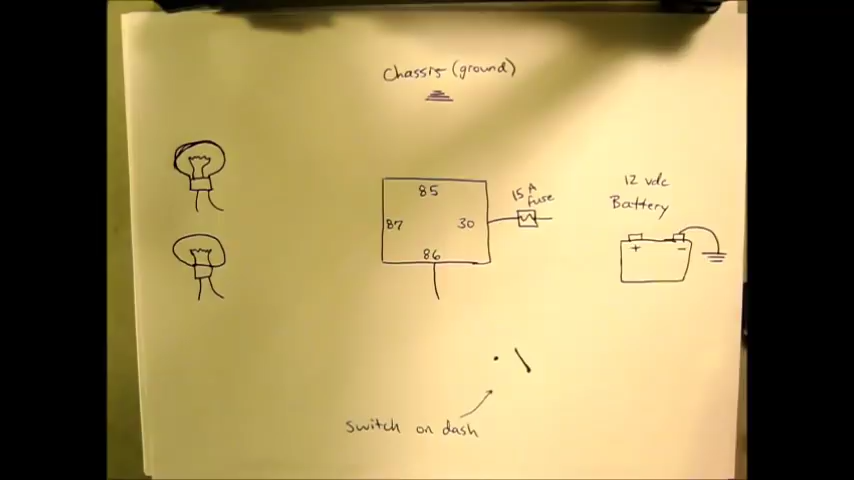 Chassis (ground)
85
15 A
fuse
12 vdc
Battery
87
30
86
+
-
switch on dash